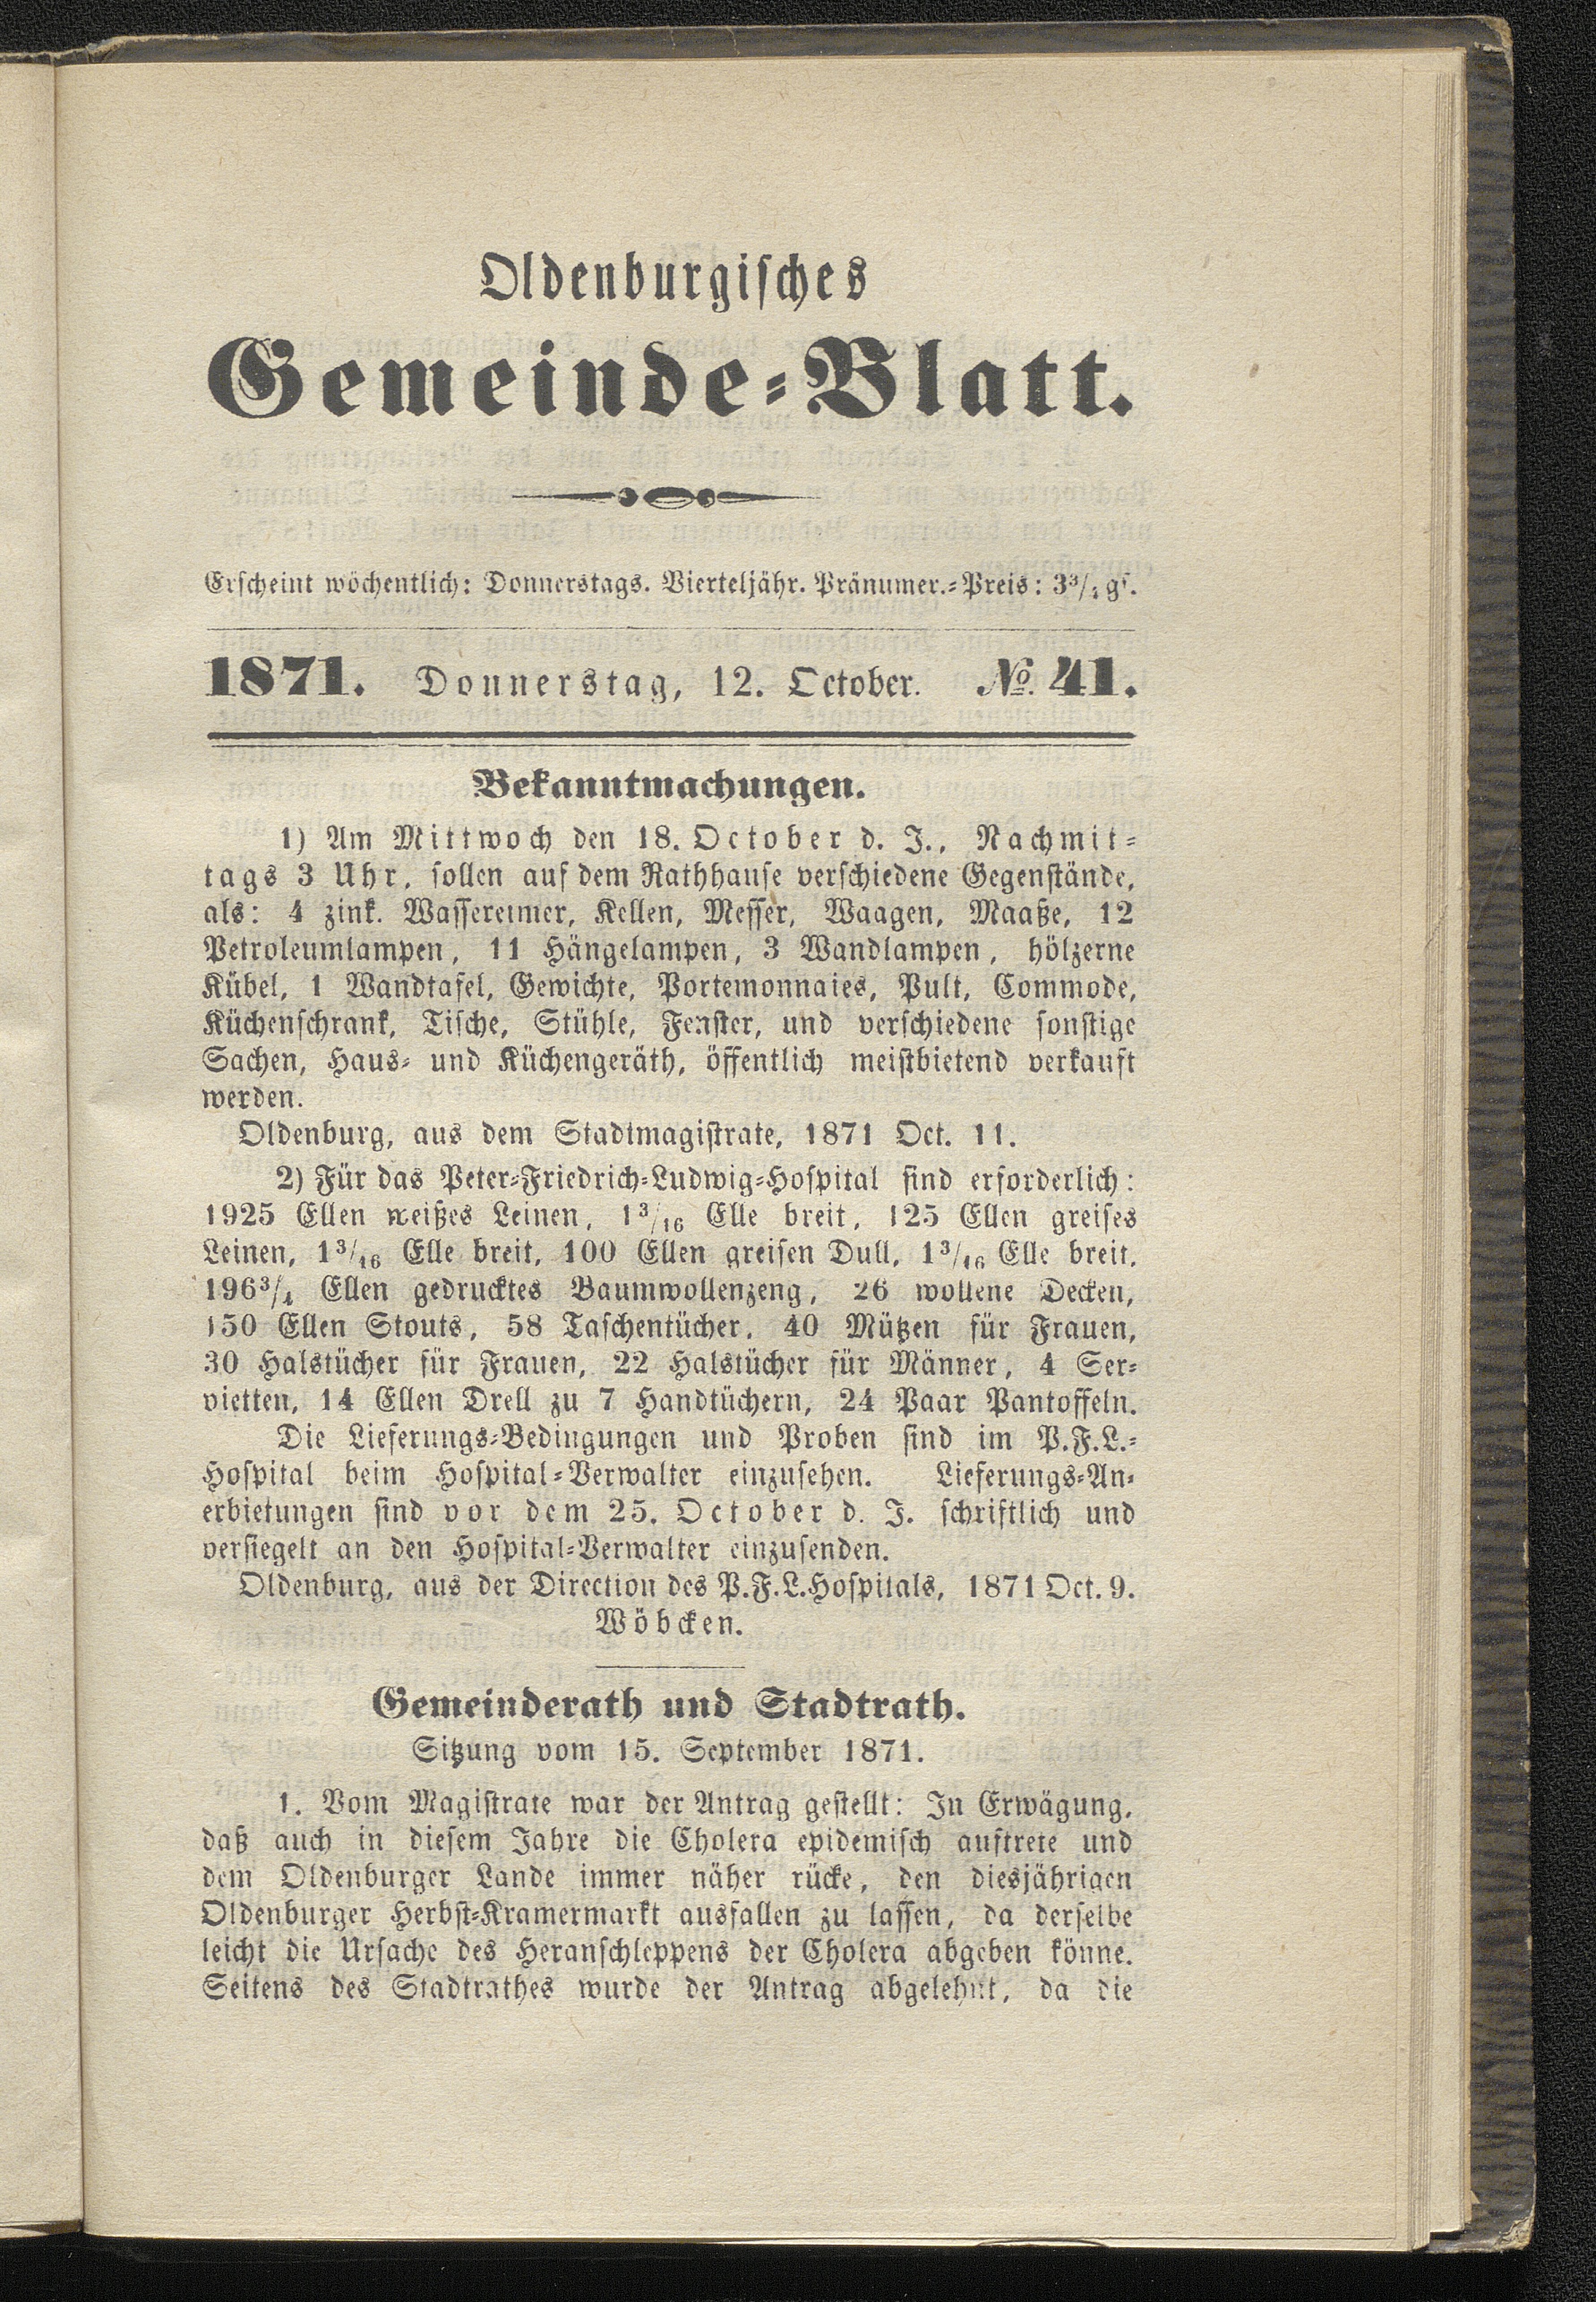 Oldenburgisches
Gemeinde-Blatt.
Erscheint wöchentlich: Donnerstags. Vierteljähr. Pränumer.-Preis: 3³/₄ gs.
1871. Donnerstag, 12. October. No. 41.
Bekanntmachungen.
1) Am Mittwoch den 18. October d. J., Nachmit-
tags 3 Uhr, sollen auf dem Rathhause verschiedene Gegenstände,
als: 4 zink. Wassereimer, Kellen, Messer, Waagen, Maaße, 12
Petroleumlampen, 11 Hängelampen, 3 Wandlampen, hölzerne
Kübel, 1 Wandtafel, Gewichte, Portemonnaies, Pult, Commode,
Küchenschrank, Tische, Stühle, Fenster, und verschiedene sonstige
Sachen, Haus- und Küchengeräth, öffentlich meistbietend verkauft
werden.
Oldenburg, aus dem Stadtmagistrate, 1871 Oct. 11.
2) Für das Peter-Friedrich-Ludwig-Hospital sind erforderlich:
1925 Ellen weißes Leinen, 1³/₁₆ Elle breit, 125 Ellen greises
Leinen, 1³/₁₆ Elle breit, 100 Ellen greisen Dull, 1³/₁₆ Elle breit,
196³/₄ Ellen gedrucktes Baumwollenzeng, 26 wollene Decken,
150 Ellen Stouts, 58 Taschentücher, 40 Mützen für Frauen,
30 Halstücher für Frauen, 22 Halstücher für Männer, 4 Ser-
vietten, 14 Ellen Drell zu 7 Handtüchern, 24 Paar Pantoffeln.
Die Lieferungs-Bedingungen und Proben sind im P.F.L.-
Hospital beim Hospital-Verwalter einzusehen. Lieferungs-An-
erbietungen sind vor dem 25. October d. J. schriftlich und
versiegelt an den Hospital-Verwalter einzusenden.
Oldenburg, aus der Direction des P.F.L.Hospitals, 1871 Oct. 9.
Wöbcken.
Gemeinderath und Stadtrath.
Sitzung vom 15. September 1871.
1. Vom Magistrate war der Antrag gestellt: In Erwägung,
daß auch in diesem Jahre die Cholera epidemisch auftrete und
dem Oldenburger Lande immer näher rücke, den diesjährigen
Oldenburger Herbst-Kramermarkt ausfallen zu lassen, da derselbe
leicht die Ursache des Heranschleppens der Cholera abgeben könne.
Seitens des Stadtrathes wurde der Antrag abgelehnt, da die